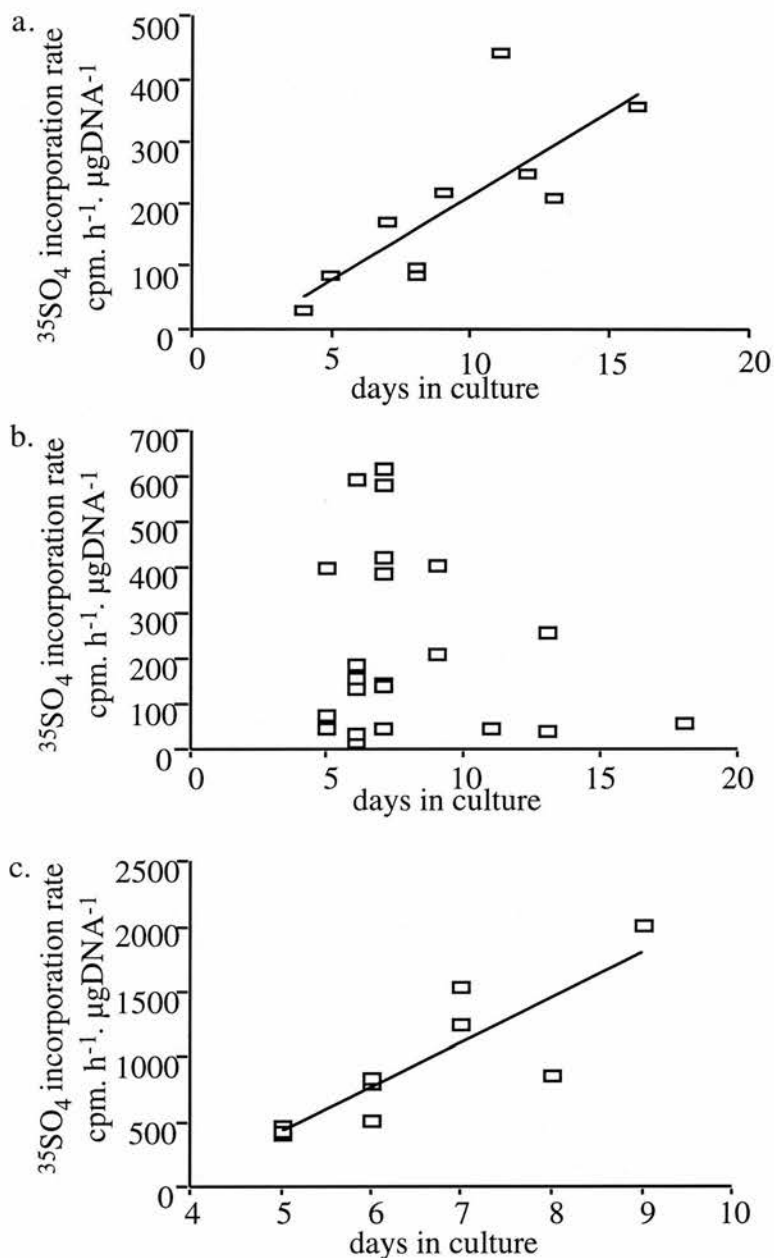 a.
³⁵SO₄ incorporation rate
cpm. h⁻¹. µgDNA⁻¹
500
400
300
200
100
0
0 5 10 15 20
days in culture
b.
³⁵SO₄ incorporation rate
cpm. h⁻¹. µgDNA⁻¹
700
600
500
400
300
200
100
0
0 5 10 15 20
days in culture
c.
³⁵SO₄ incorporation rate
cpm. h⁻¹. µgDNA⁻¹
2500
2000
1500
1000
500
0
4 5 6 7 8 9 10
days in culture